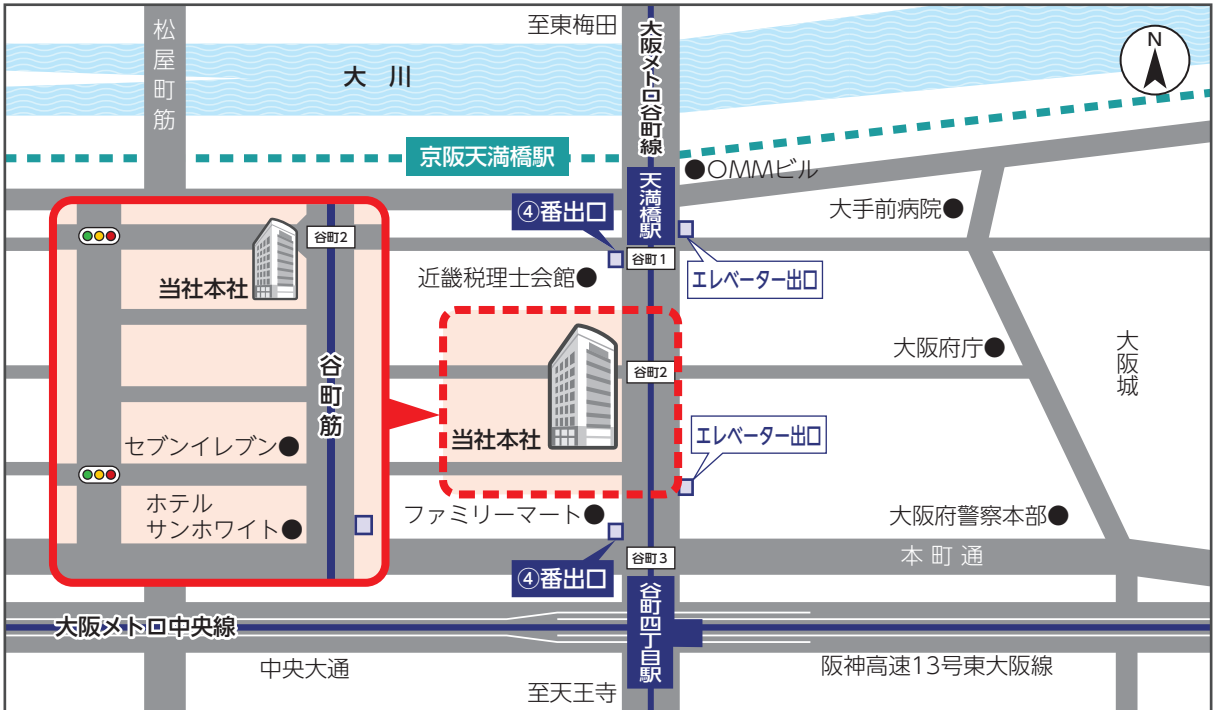 至東梅田
松屋町筋
大川
大阪メトロ谷町線
N
京阪天満橋駅
OMMビル
天満橋駅
④番出口
大手前病院
谷町2
谷町1
近畿税理士会館
エレベーター出口
当社本社
大阪府庁
大阪城
谷町2
谷町筋
エレベーター出口
当社本社
セブンイレブン
ホテル
サンホワイト
ファミリーマート
大阪府警察本部
谷町3
本町通
④番出口
谷町四丁目駅
大阪メトロ中央線
中央大通
阪神高速13号東大阪線
至天王寺